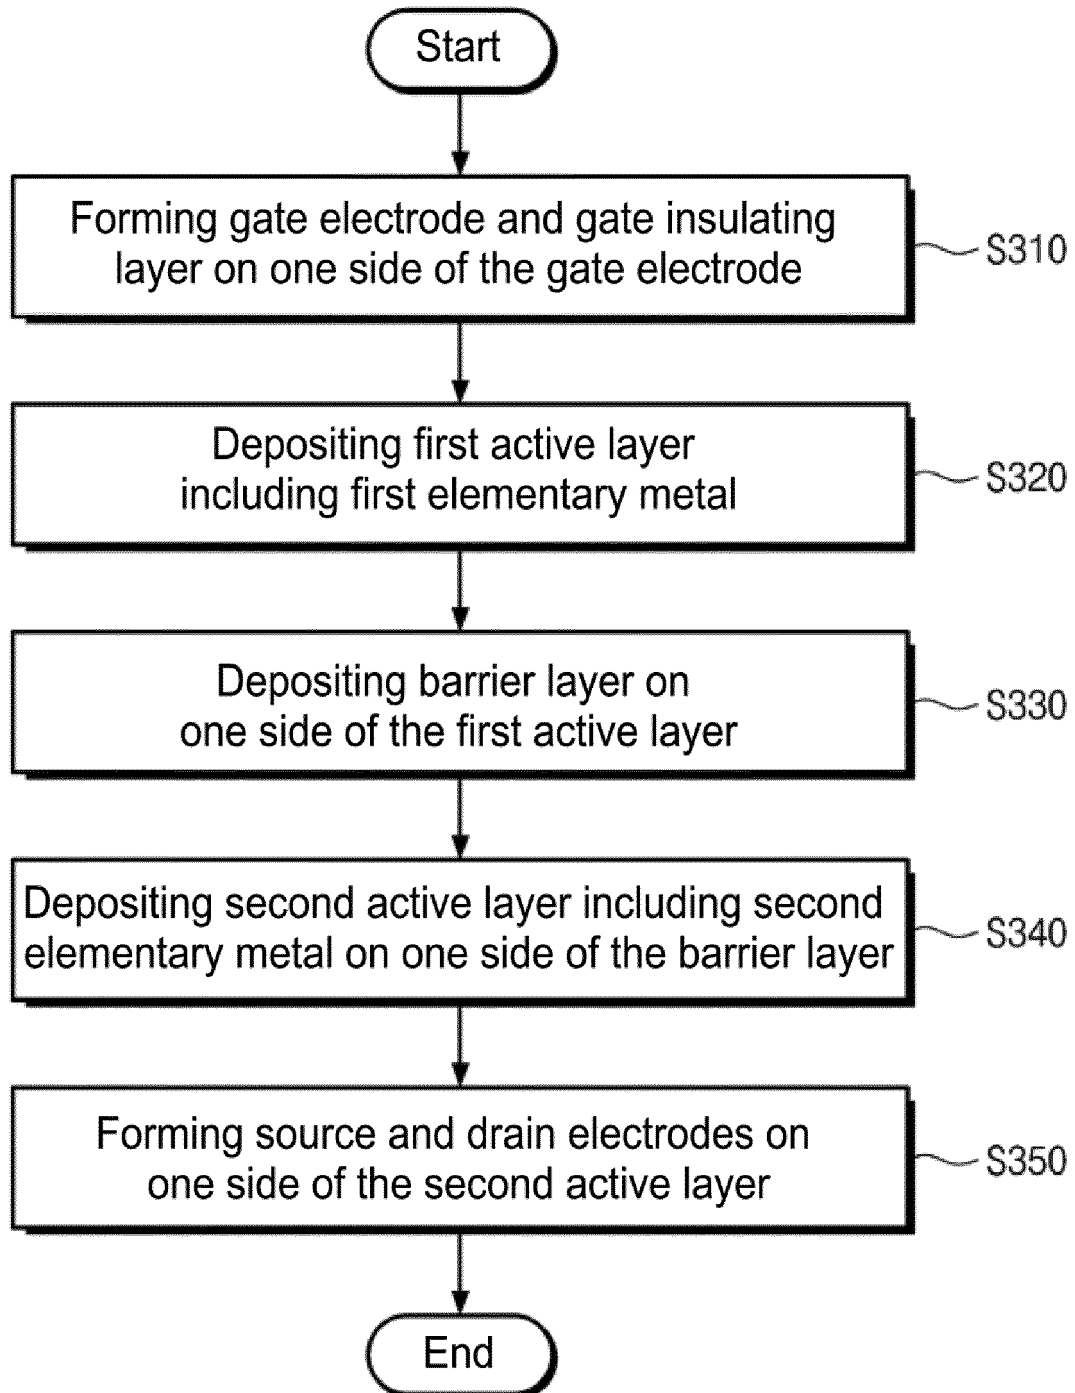 Start
Forming gate electrode and gate insulating
layer on one side of the gate electrode
S310
Depositing first active layer
including first elementary metal
S320
Depositing barrier layer on
one side of the first active layer
S330
Depositing second active layer including second
elementary metal on one side of the barrier layer
S340
Forming source and drain electrodes on
one side of the second active layer
S350
End